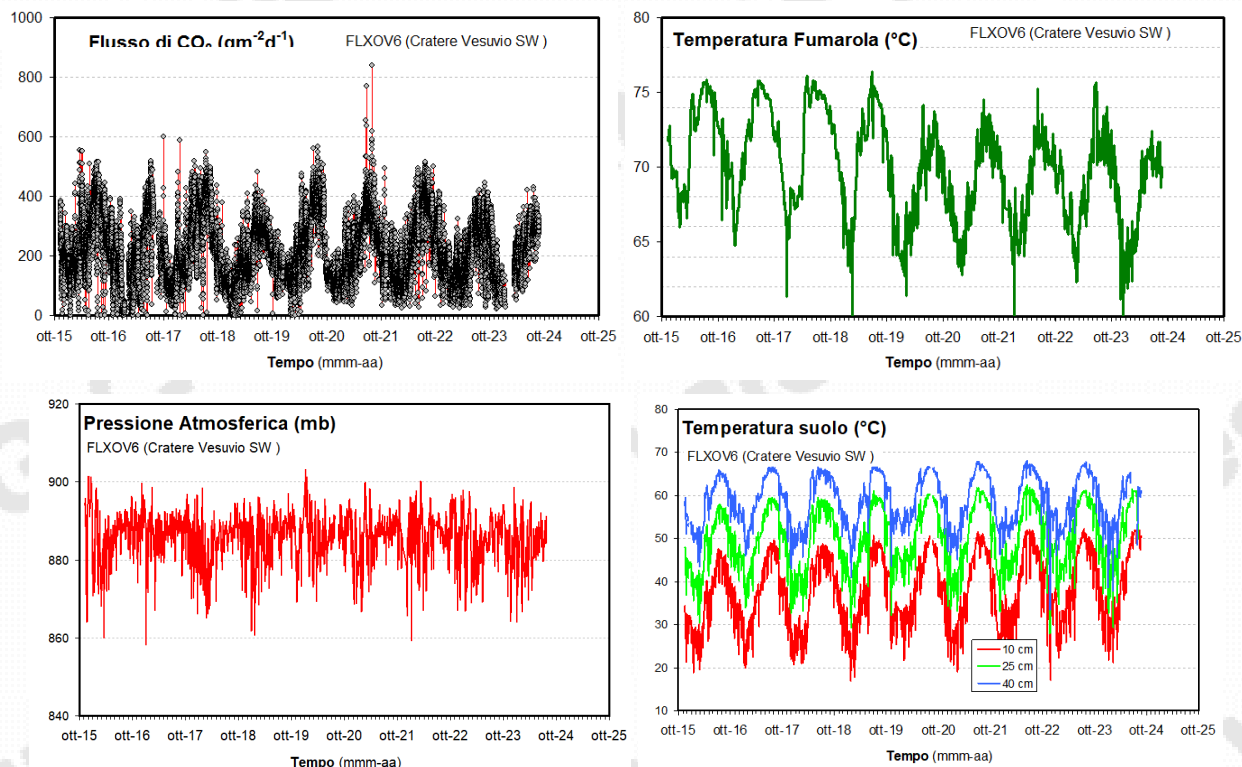 Flusso di CO₂ (gm⁻²d⁻¹)
FLXOV6 (Cratere Vesuvio SW )
1000
800
600
400
200
0
ott-15 ott-16 ott-17 ott-18 ott-19 ott-20 ott-21 ott-22 ott-23 ott-24 ott-25
Tempo (mmm-aa)
Temperatura Fumarola (°C)
FLXOV6 (Cratere Vesuvio SW )
80
75
70
65
60
ott-15 ott-16 ott-17 ott-18 ott-19 ott-20 ott-21 ott-22 ott-23 ott-24 ott-25
Tempo (mmm-aa)
Pressione Atmosferica (mb)
FLXOV6 (Cratere Vesuvio SW )
920
900
880
860
840
ott-15 ott-16 ott-17 ott-18 ott-19 ott-20 ott-21 ott-22 ott-23 ott-24 ott-25
Tempo (mmm-aa)
Temperatura suolo (°C)
FLXOV6 (Cratere Vesuvio SW )
80
70
60
50
40
30
20
10
10 cm
25 cm
40 cm
ott-15 ott-16 ott-17 ott-18 ott-19 ott-20 ott-21 ott-22 ott-23 ott-24 ott-25
Tempo (mmm-aa)